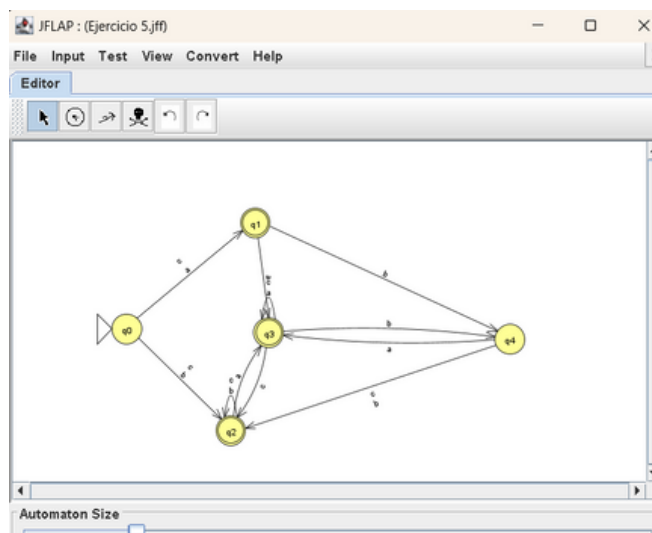 JFLAP : (Ejercicio 5.jff)
File Input Test View Convert Help
Editor
q1
c
a
b
q0
q3
b
a
q4
c
b
a
c
b
c
c
b
q2
Automaton Size